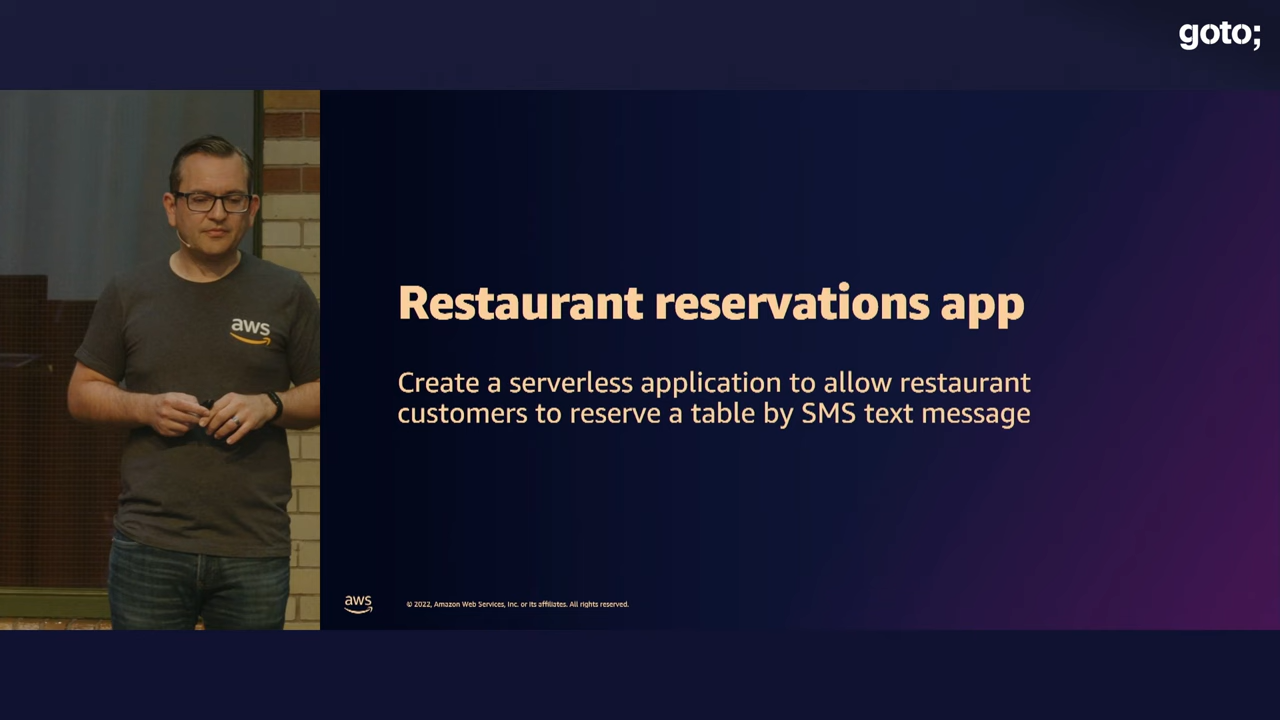 goto;
aws
Restaurant reservations app
Create a serverless application to allow restaurant
customers to reserve a table by SMS text message
aws
© 2022, Amazon Web Services, Inc. or its affiliates. All rights reserved.